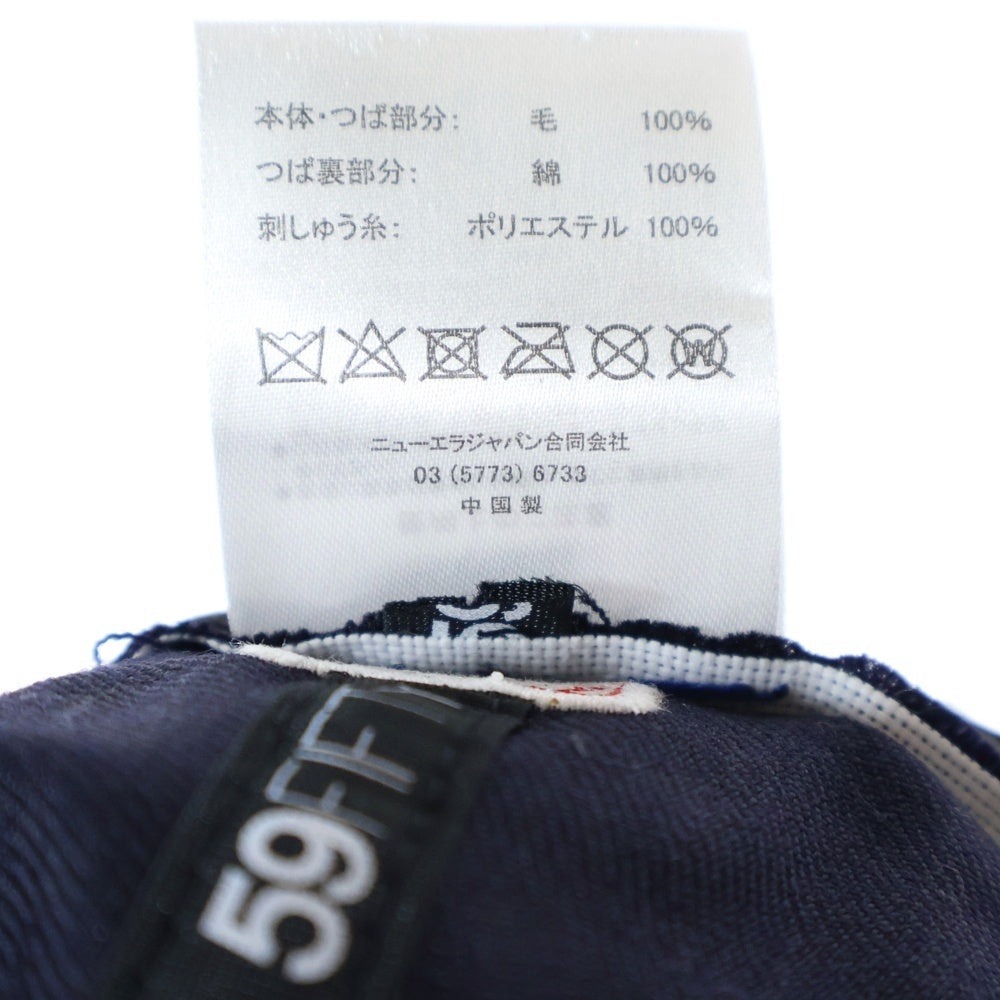 本体・つば部分： 毛 100%
つば裏部分： 綿 100%
刺しゅう糸： ポリエステル 100%
ニューエラジャパン合同会社
03 (5773) 6733
中国製
59FF